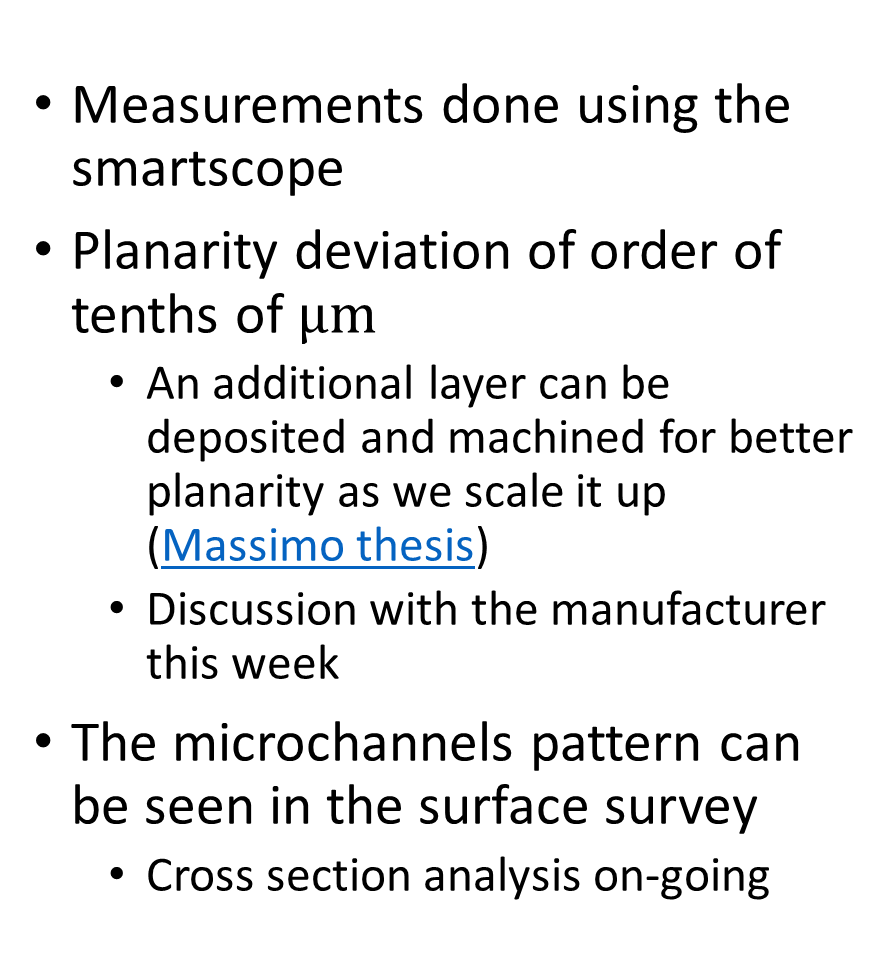 • Measurements done using the
smartscope
• Planarity deviation of order of
tenths of μm
• An additional layer can be
deposited and machined for better
planarity as we scale it up
(Massimo thesis)
• Discussion with the manufacturer
this week
• The microchannels pattern can
be seen in the surface survey
• Cross section analysis on-going